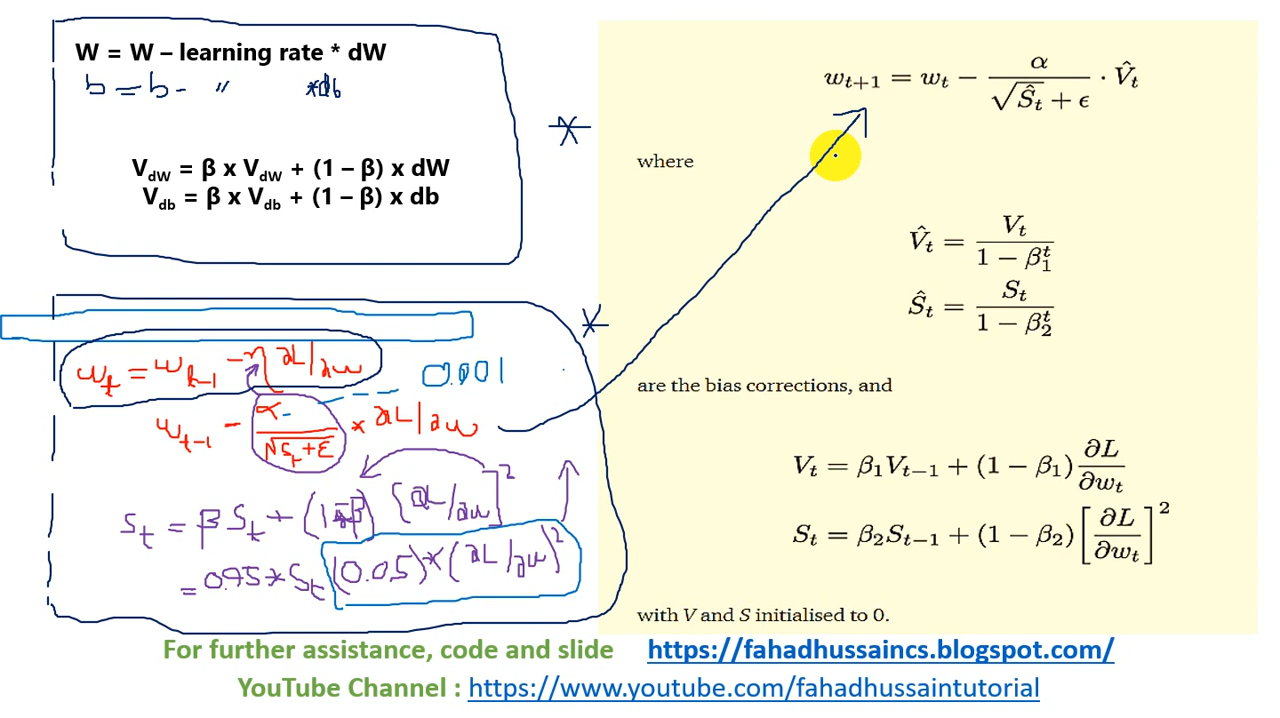 W = W – learning rate * dW
b = b - " *db
*
V_dW = β x V_dW + (1 – β) x dW
V_db = β x V_db + (1 – β) x db
*
w_t = w_t-1 - η ∂L/∂w
0.001
w_t-1 - α / √S_t + ε * ∂L/∂w
S_t = β S_t + (1-β) [∂L/∂w]^2
= 0.95 * S_t (0.05) * (∂L/∂w)^2
w_{t+1} = w_t − α / (√Ŝ_t + ϵ) · V̂_t
where
V̂_t = V_t / (1 − β_1^t)
Ŝ_t = S_t / (1 − β_2^t)
are the bias corrections, and
V_t = β_1 V_{t−1} + (1 − β_1) ∂L/∂w_t
S_t = β_2 S_{t−1} + (1 − β_2) [∂L/∂w_t]^2
with V and S initialised to 0.
For further assistance, code and slide https://fahadhussaincs.blogspot.com/
YouTube Channel : https://www.youtube.com/fahadhussaintutorial